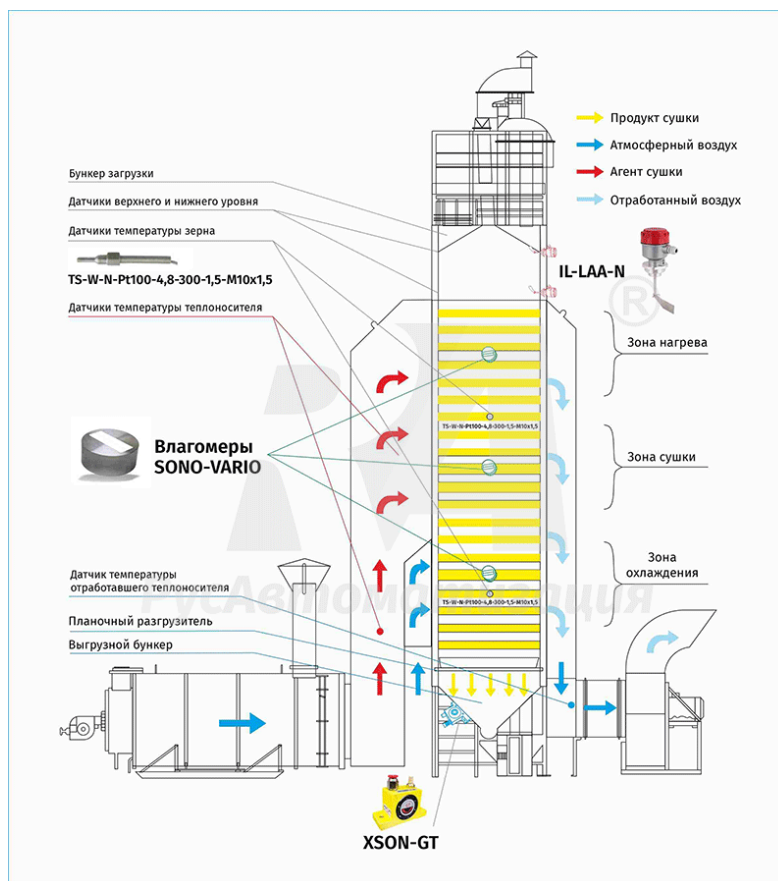 Продукт сушки
Атмосферный воздух
Агент сушки
Отработанный воздух
Бункер загрузки
Датчики верхнего и нижнего уровня
Датчики температуры зерна
TS-W-N-Pt100-4,8-300-1,5-M10x1,5
Датчики температуры теплоносителя
IL-LAA-N
®
Зона нагрева
TS-W-N-Pt100-4,8-300-1,5-M10x1,5
Влагомеры
SONO-VARIO
Зона сушки
Зона
охлаждения
Датчик температуры
отработавшего теплоносителя
Планочный разгрузитель
Выгрузной бункер
TS-W-N-Pt100-4,8-300-1,5-M10x1,5
РусАвтоматизация
XSON-GT